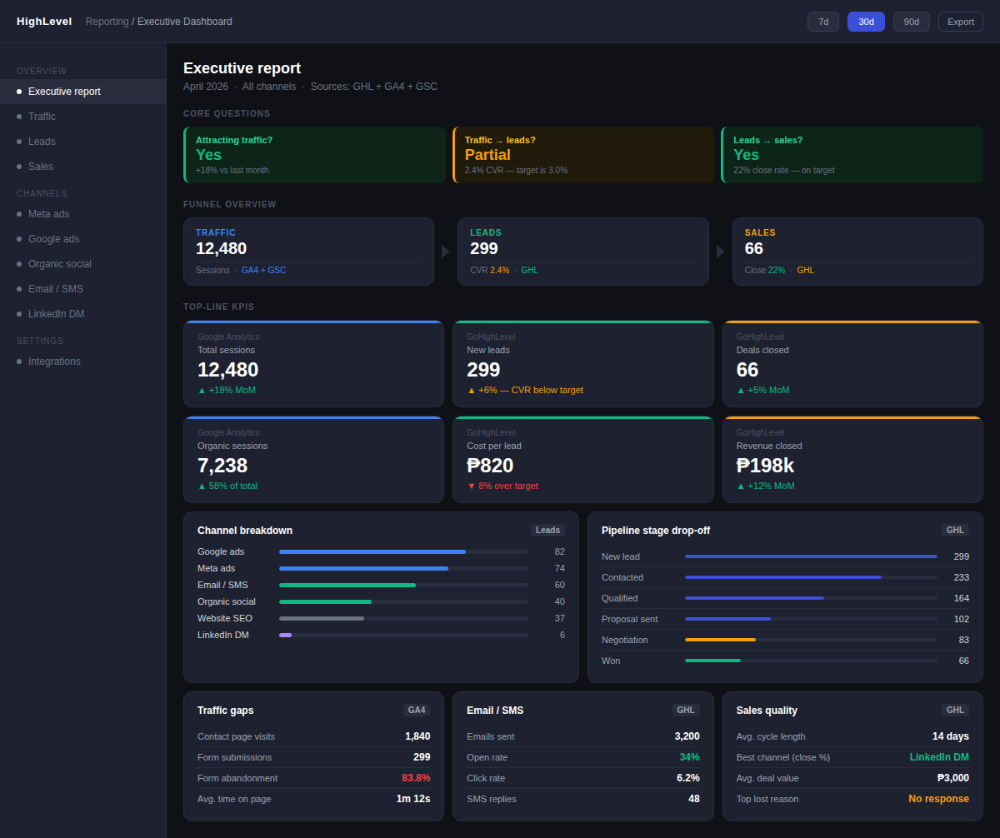 HighLevel
Reporting / Executive Dashboard
7d
30d
90d
Export
OVERVIEW
Executive report
Traffic
Leads
Sales
CHANNELS
Meta ads
Google ads
Organic social
Email / SMS
LinkedIn DM
SETTINGS
Integrations
Executive report
April 2026 · All channels · Sources: GHL + GA4 + GSC
CORE QUESTIONS
Attracting traffic?
Yes
+18% vs last month
Traffic → leads?
Partial
2.4% CVR — target is 3.0%
Leads → sales?
Yes
22% close rate — on target
FUNNEL OVERVIEW
TRAFFIC
12,480
Sessions · GA4 + GSC
LEADS
299
CVR 2.4% · GHL
SALES
66
Close 22% · GHL
TOP-LINE KPIS
Google Analytics
Total sessions
12,480
▲ +18% MoM
GoHighLevel
New leads
299
▲ +6% — CVR below target
GoHighLevel
Deals closed
66
▲ +5% MoM
Google Analytics
Organic sessions
7,238
▲ 58% of total
GoHighLevel
Cost per lead
₱820
▼ 8% over target
GoHighLevel
Revenue closed
₱198k
▲ +12% MoM
Channel breakdown
Leads
Google ads 82
Meta ads 74
Email / SMS 60
Organic social 40
Website SEO 37
LinkedIn DM 6
Pipeline stage drop-off
GHL
New lead 299
Contacted 233
Qualified 164
Proposal sent 102
Negotiation 83
Won 66
Traffic gaps
GA4
Contact page visits 1,840
Form submissions 299
Form abandonment 83.8%
Avg. time on page 1m 12s
Email / SMS
GHL
Emails sent 3,200
Open rate 34%
Click rate 6.2%
SMS replies 48
Sales quality
GHL
Avg. cycle length 14 days
Best channel (close %) LinkedIn DM
Avg. deal value ₱3,000
Top lost reason No response